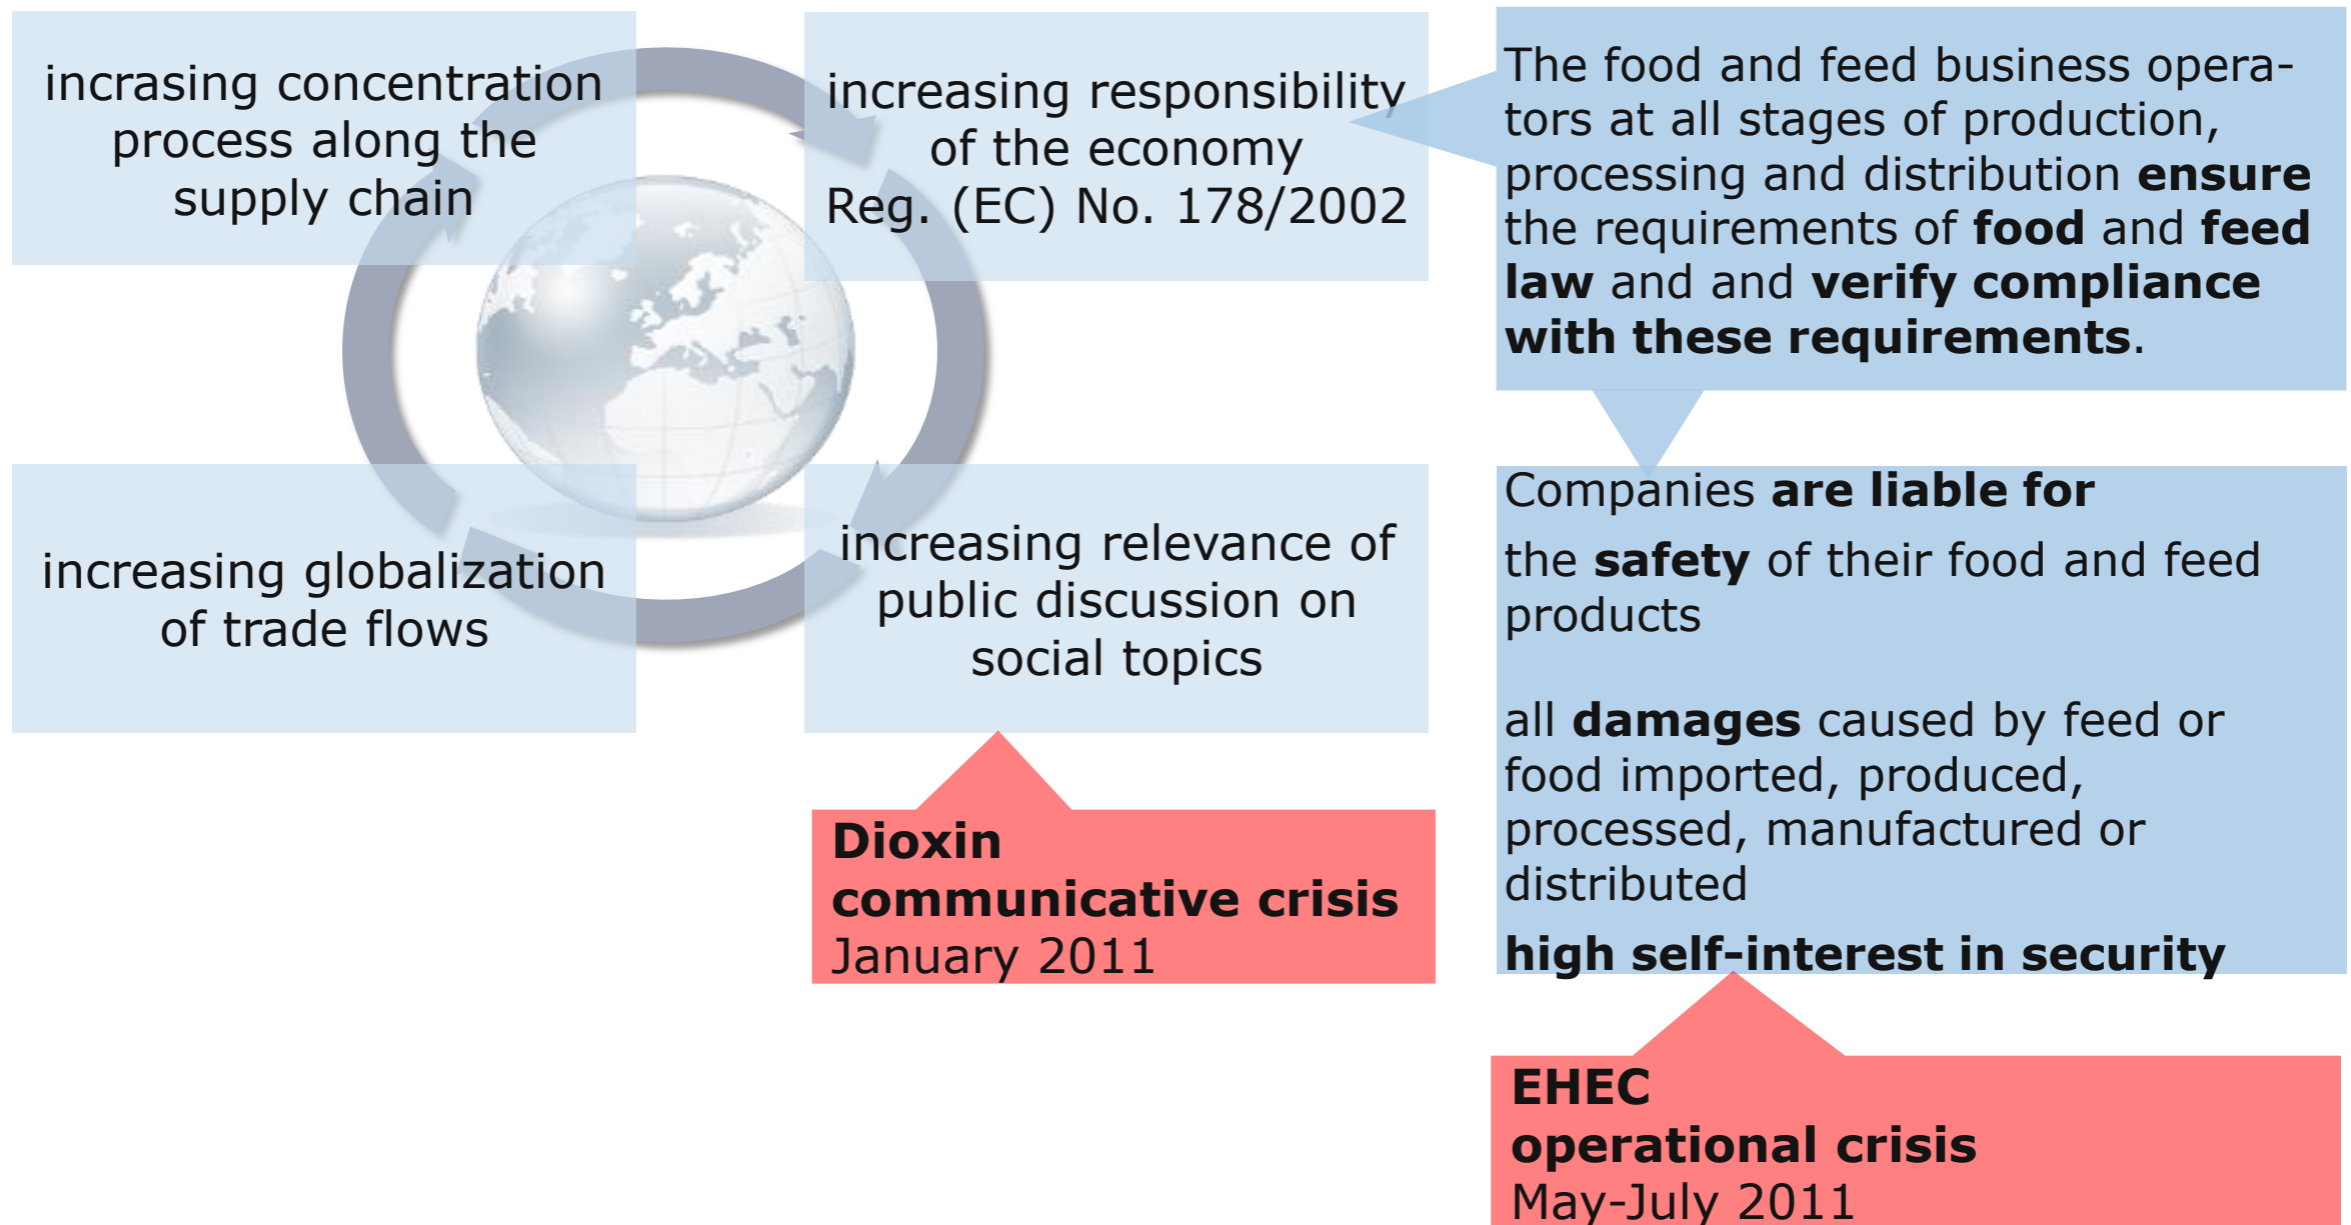 incrasing concentration
process along the
supply chain
increasing responsibility
of the economy
Reg. (EC) No. 178/2002
The food and feed business opera-
tors at all stages of production,
processing and distribution ensure
the requirements of food and feed
law and and verify compliance
with these requirements.
increasing globalization
of trade flows
increasing relevance of
public discussion on
social topics
Companies are liable for
the safety of their food and feed
products
all damages caused by feed or
food imported, produced,
processed, manufactured or
distributed
high self-interest in security
Dioxin
communicative crisis
January 2011
EHEC
operational crisis
May-July 2011